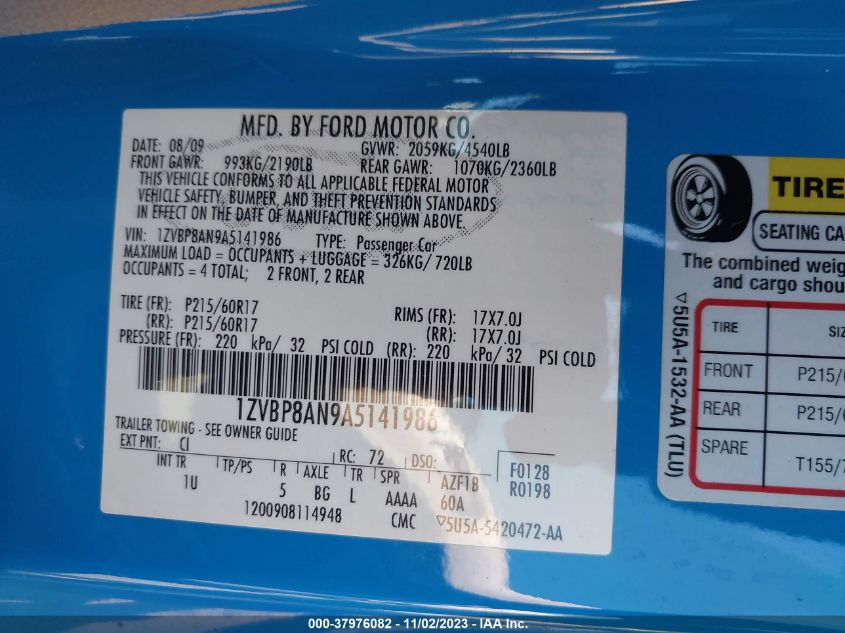 MFD. BY FORD MOTOR CO.
DATE: 08/09 GVWR: 2059KG/4540LB
FRONT GAWR: 993KG/2190LB REAR GAWR: 1070KG/2360LB
THIS VEHICLE CONFORMS TO ALL APPLICABLE FEDERAL MOTOR
VEHICLE SAFETY, BUMPER, AND THEFT PREVENTION STANDARDS
IN EFFECT ON THE DATE OF MANUFACTURE SHOWN ABOVE.
VIN: 1ZVBP8AN9A5141986 TYPE: Passenger Car
MAXIMUM LOAD = OCCUPANTS + LUGGAGE = 326KG/720LB
OCCUPANTS = 4 TOTAL; 2 FRONT, 2 REAR
TIRE (FR): P215/60R17 RIMS (FR): 17X7.0J
(RR): P215/60R17 (RR): 17X7.0J
PRESSURE (FR): 220 kPa/ 32 PSI COLD (RR): 220 kPa/ 32 PSI COLD
1ZVBP8AN9A5141986
TRAILER TOWING - SEE OWNER GUIDE
EXT PNT: CI RC: 72 DSO: F0128
INT TR TP/PS R AXLE TR SPR AZF1B R0198
1U 5 BG L AAAA 60A
1200908114948 CMC ▽5U5A-5420472-AA
TIRE
SEATING CA
The combined weig
and cargo shou
▽5U5A-1532-AA (TLU)
TIRE SIZ
FRONT P215/6
REAR P215/6
SPARE T155/7
000-37976082 - 11/02/2023 - IAA Inc.